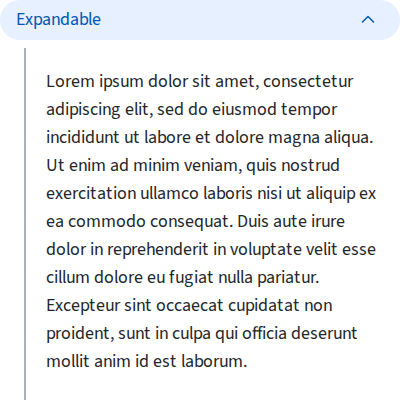 Expandable
Lorem ipsum dolor sit amet, consectetur
adipiscing elit, sed do eiusmod tempor
incididunt ut labore et dolore magna aliqua.
Ut enim ad minim veniam, quis nostrud
exercitation ullamco laboris nisi ut aliquip ex
ea commodo consequat. Duis aute irure
dolor in reprehenderit in voluptate velit esse
cillum dolore eu fugiat nulla pariatur.
Excepteur sint occaecat cupidatat non
proident, sunt in culpa qui officia deserunt
mollit anim id est laborum.